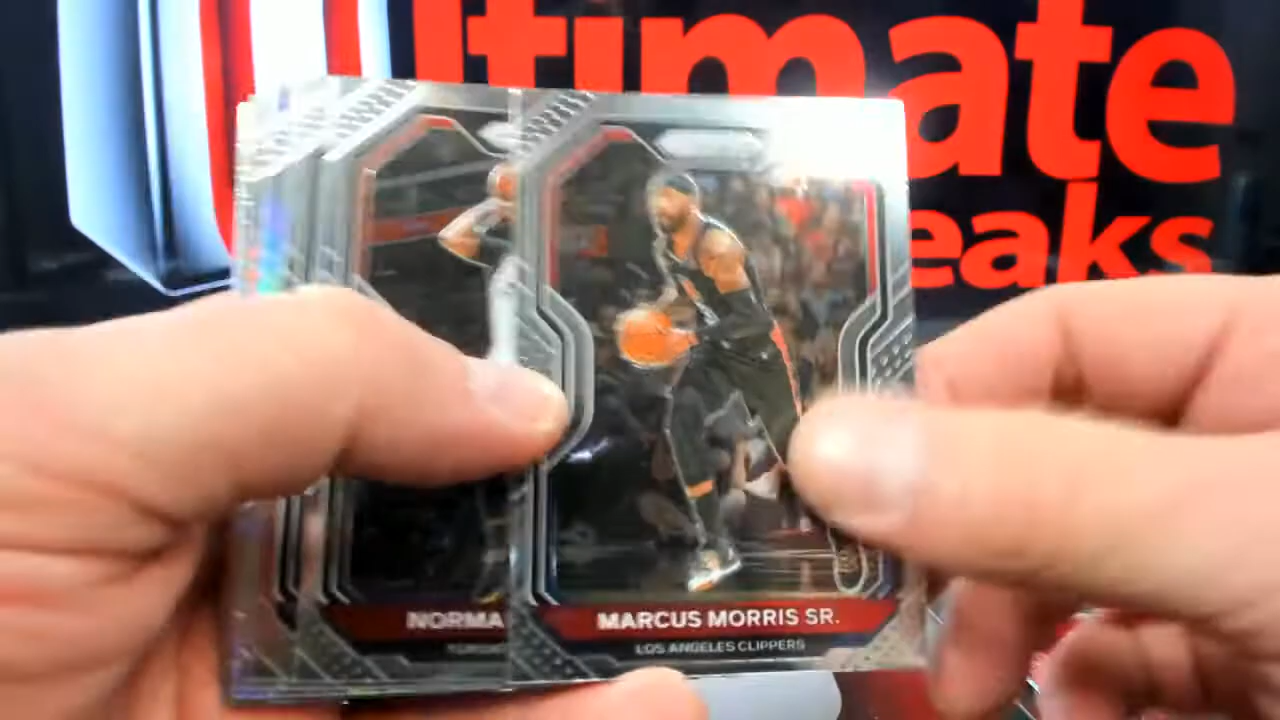 ltimate
eaks
NORMA
MARCUS MORRIS SR.
LOS ANGELES CLIPPERS